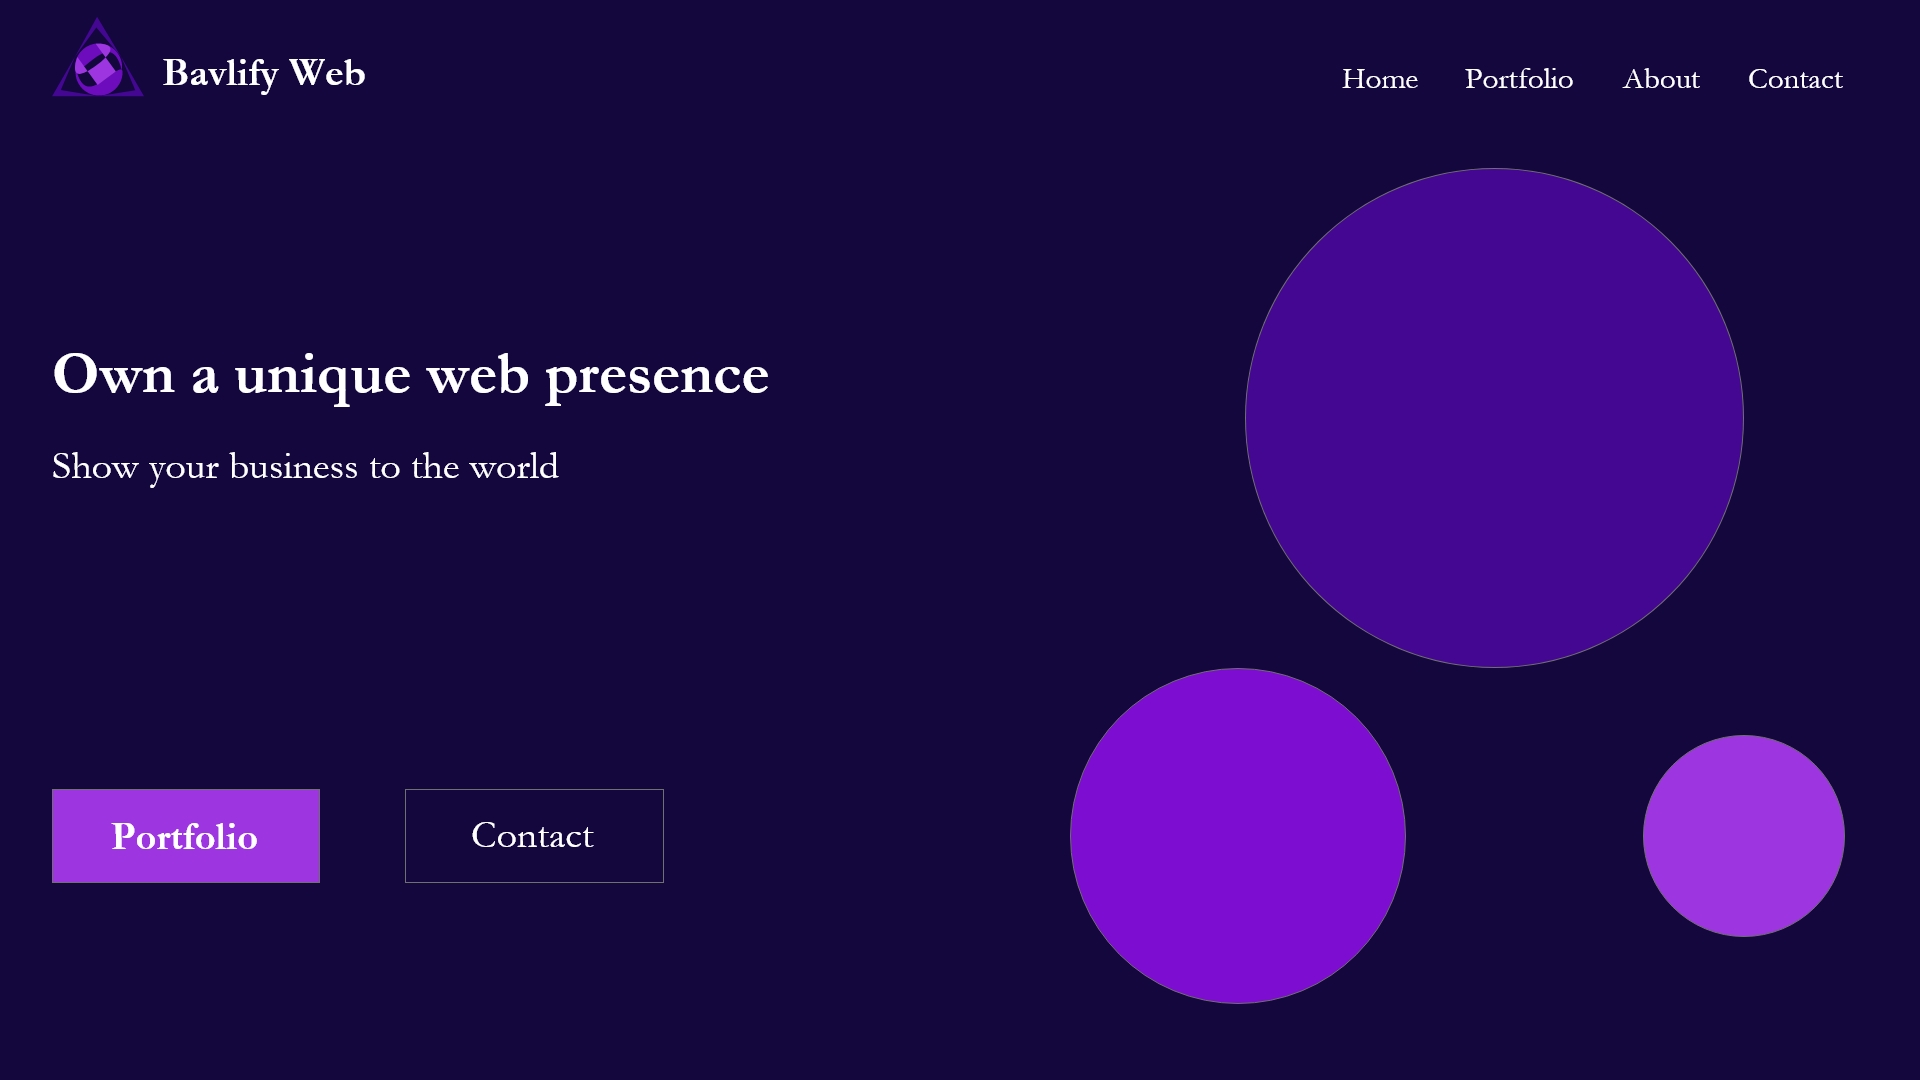 Bavlify Web
Home Portfolio About Contact
Own a unique web presence
Show your business to the world
Portfolio
Contact